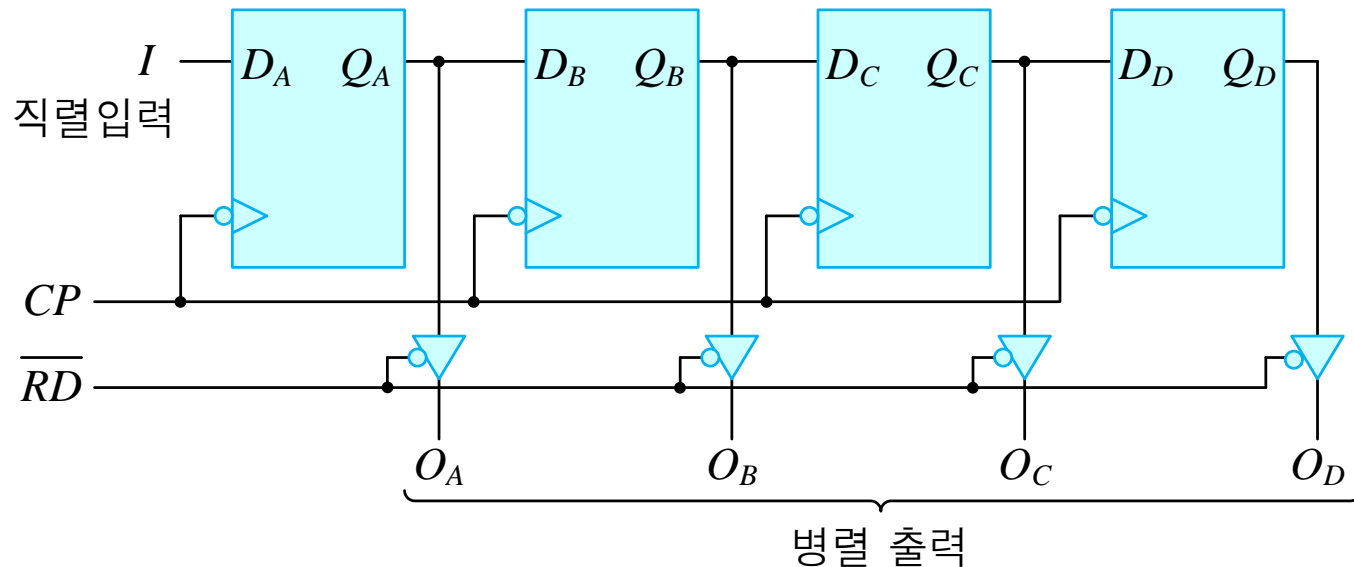 I D_A Q_A D_B Q_B D_C Q_C D_D Q_D
직렬입력
CP
\overline{RD}
O_A O_B O_C O_D
병렬 출력